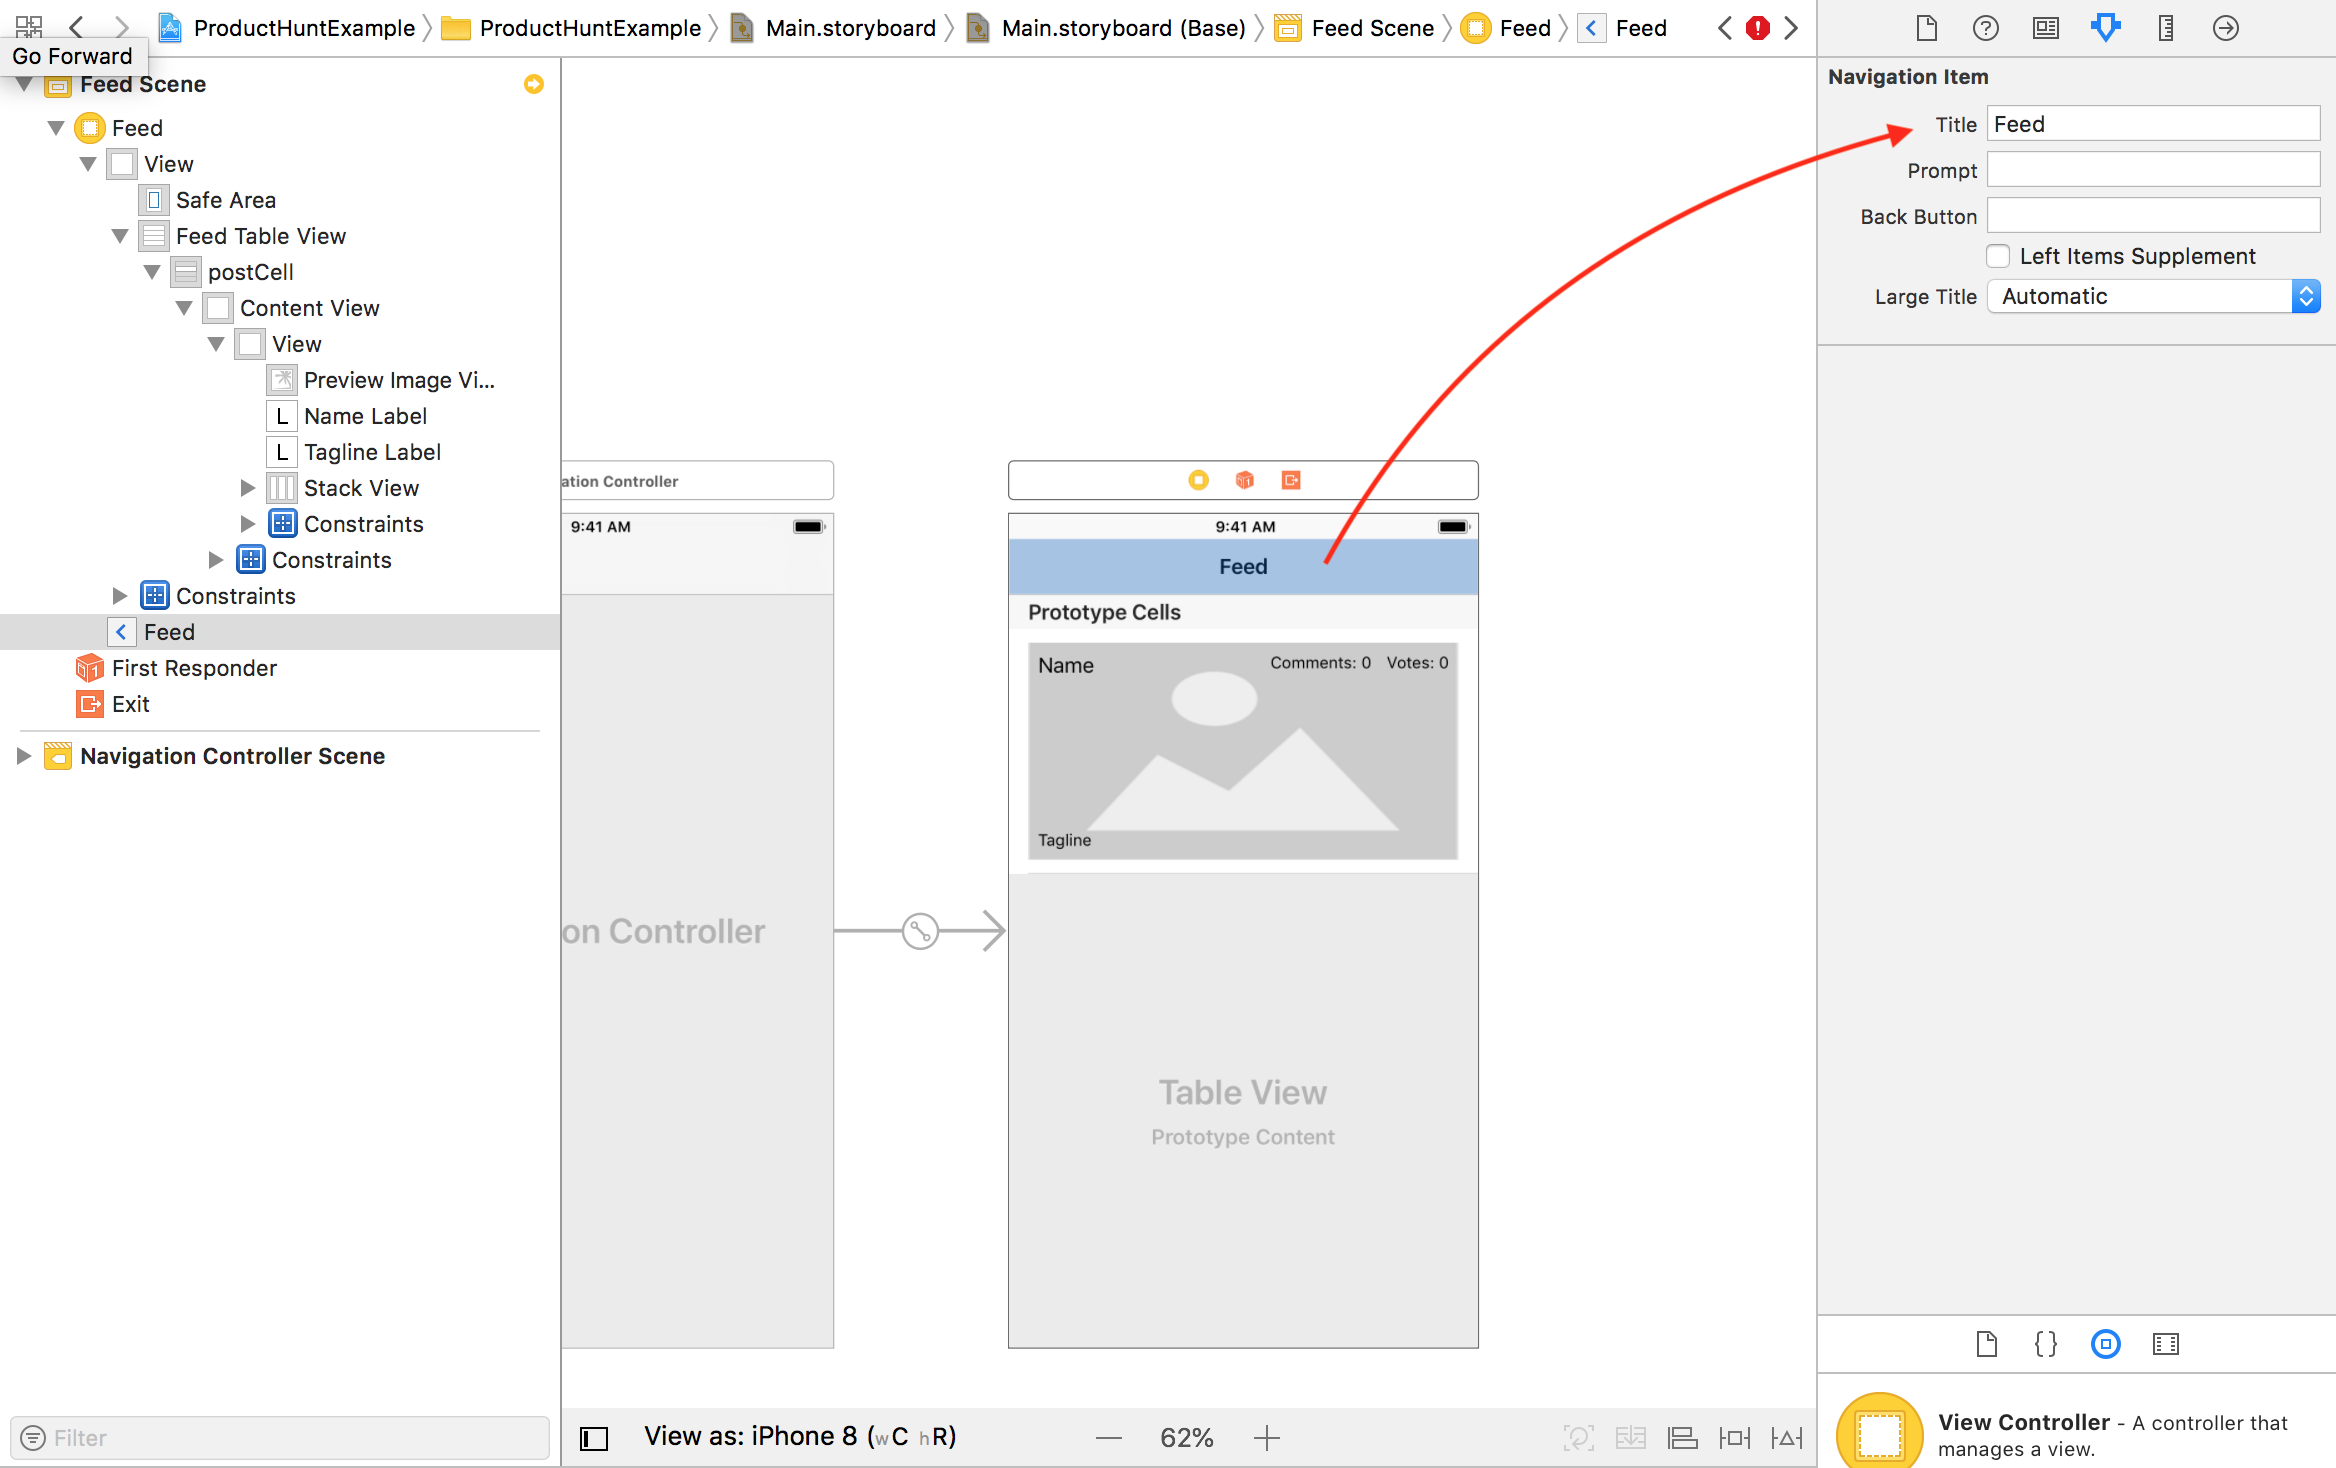 ProductHuntExample ProductHuntExample Main.storyboard Main.storyboard (Base) Feed Scene Feed Feed
Go Forward
Feed Scene
Feed
View
Safe Area
Feed Table View
postCell
Content View
View
Preview Image Vi...
L Name Label
L Tagline Label
Stack View
Constraints
Constraints
Constraints
Feed
First Responder
Exit
Navigation Controller Scene
Filter
ation Controller
9:41 AM
on Controller
9:41 AM
Feed
Prototype Cells
Name Comments: 0 Votes: 0
Tagline
Table View
Prototype Content
View as: iPhone 8 (wC hR) — 62% +
Navigation Item
Title Feed
Prompt
Back Button
Left Items Supplement
Large Title Automatic
{ }
View Controller - A controller that
manages a view.